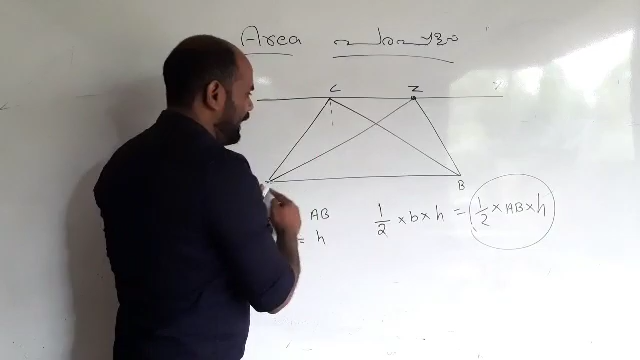 Area
C Z
B
AB
= h
1/2 × b × h = 1/2 × AB × h